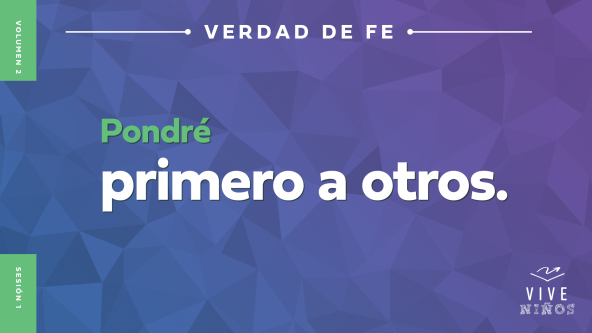 VOLUMEN 2
VERDAD DE FE
Pondré
primero a otros.
SESIÓN 1
VIVE
NIÑOS